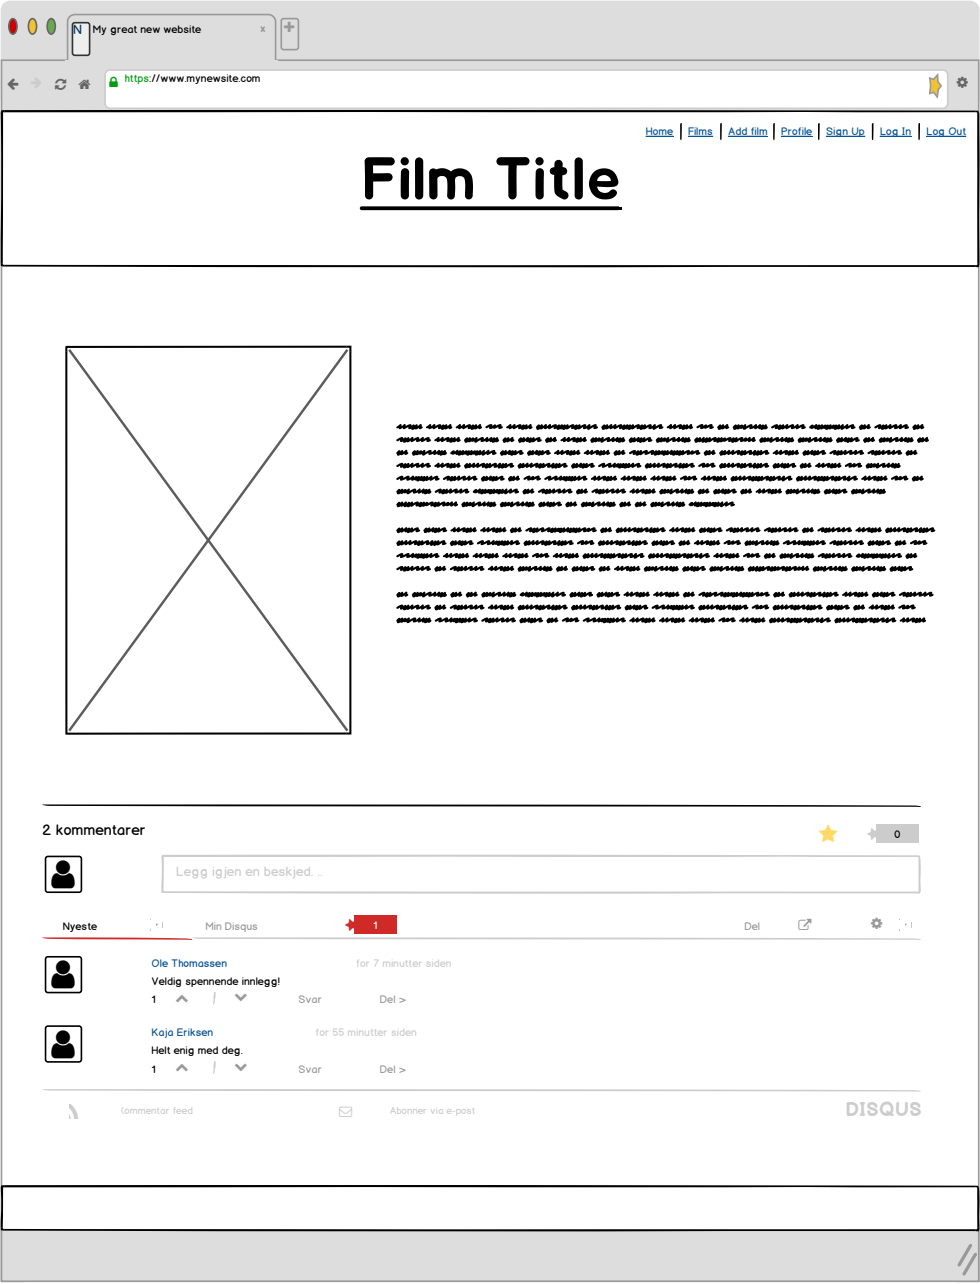 N My great new website x
https://www.mynewsite.com
Home | Films | Add film | Profile | Sign Up | Log In | Log Out
Film Title
2 kommentarer
0
Legg igjen en beskjed. ..
Nyeste Min Disqus 1 Del
Ole Thomassen for 7 minutter siden
Veldig spennende innlegg!
1 Svar Del >
Kaja Eriksen for 55 minutter siden
Helt enig med deg.
1 Svar Del >
Kommentar feed Abonner via e-post DISQUS